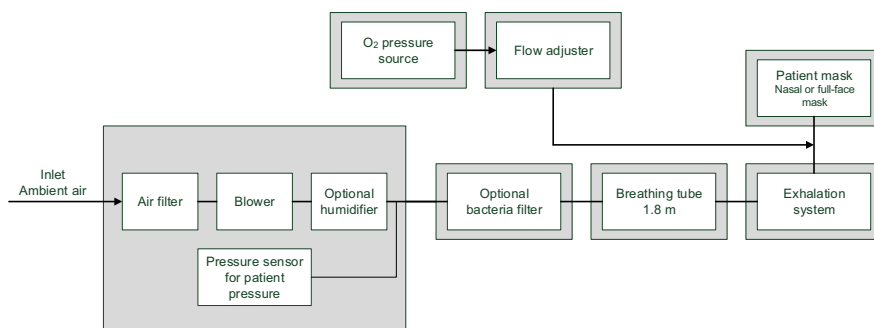 O₂ pressure
source
Flow adjuster
Patient mask
Nasal or full-face
mask
Inlet
Ambient air
Air filter
Blower
Optional
humidifier
Optional
bacteria filter
Breathing tube
1.8 m
Exhalation
system
Pressure sensor
for patient
pressure